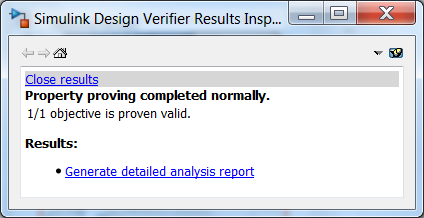 Simulink Design Verifier Results Insp...
Close results
Property proving completed normally.
1/1 objective is proven valid.
Results:
• Generate detailed analysis report